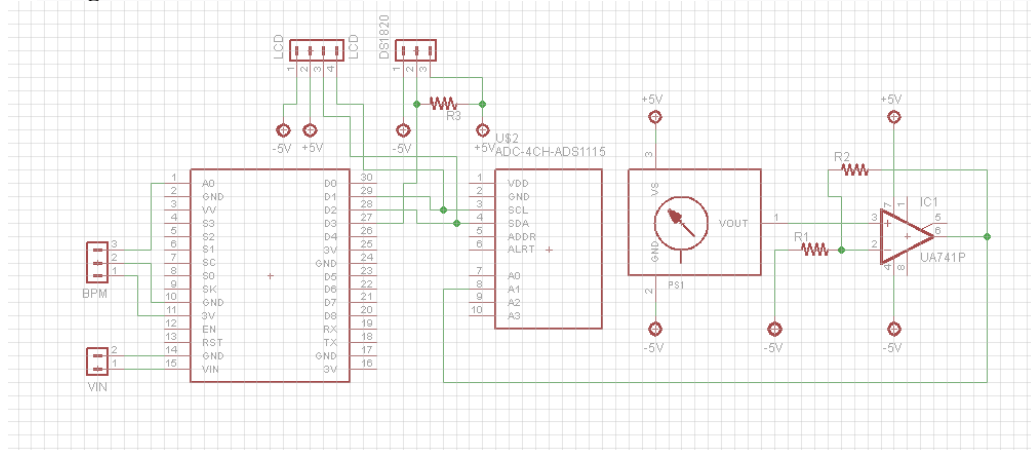 LCD
LCD
1
2
3
4
DS1820
1
2
3
R3
-5V
+5V
-5V
+5V
U$2
ADC-4CH-ADS1115
1 VDD
2 GND
3 SCL
4 SDA
5 ADDR
6 ALRT
7 A0
8 A1
9 A2
10 A3
1 A0
2 GND
3 VV
4 S3
5 S2
6 S1
7 SC
8 S0
9 SK
10 GND
11 3V
12 EN
13 RST
14 GND
15 VIN
D0 30
D1 29
D2 28
D3 27
D4 26
3V 25
GND 24
D5 23
D6 22
D7 21
D8 20
RX 19
TX 18
GND 17
3V 16
3
2
1
BPM
2
1
VIN
+5V
3
VS
VOUT 1
GND
2
PS1
-5V
+5V
R2
R1
-5V
IC1
7
1
3
5
2
6
4
8
UA741P
-5V